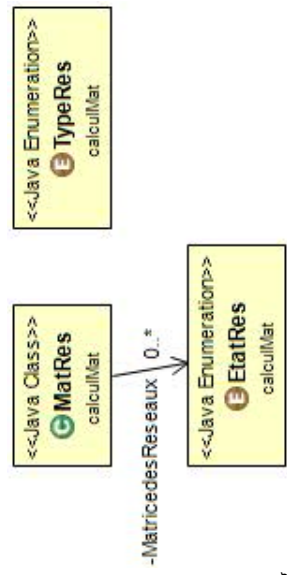 <<Java Class>>
MatRes
calculMat
<<Java Enumeration>>
TypeRes
calculMat
-MatricedesReseaux 0..*
<<Java Enumeration>>
EtatRes
calculMat